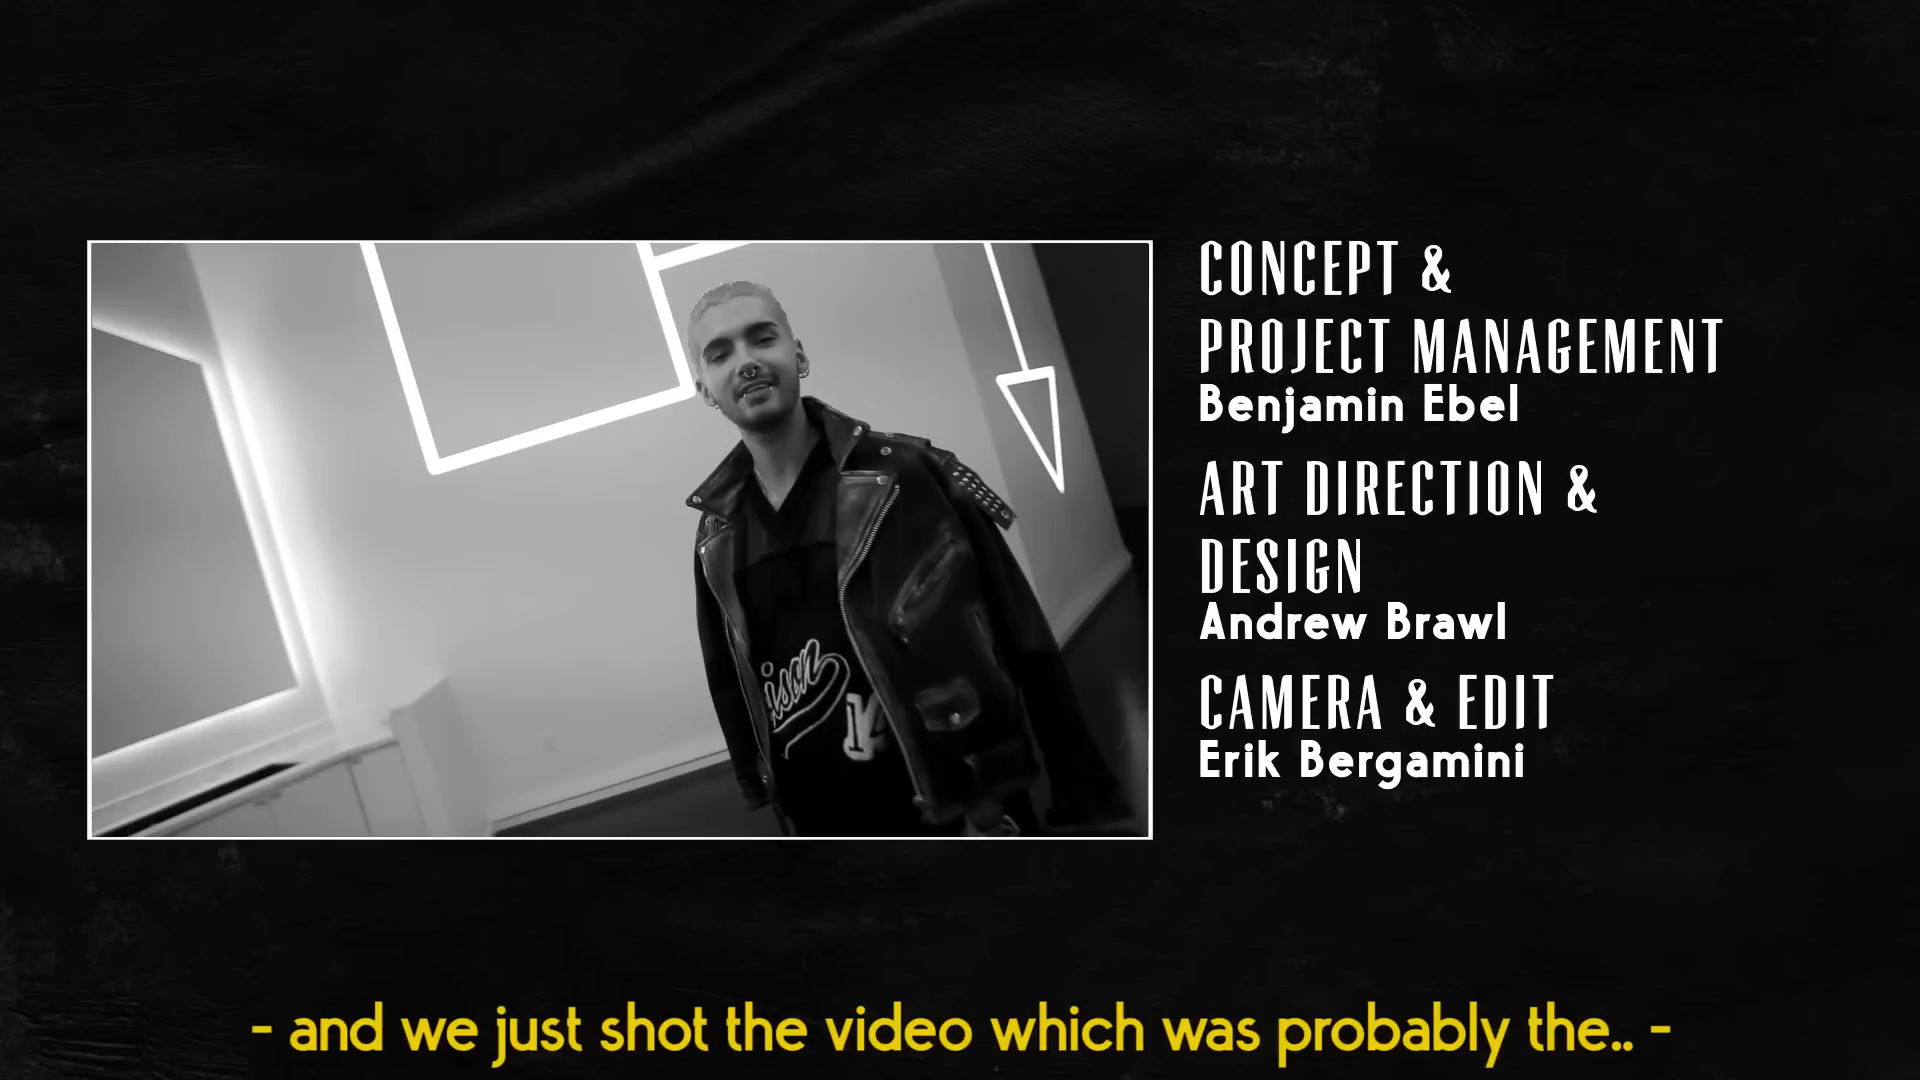 CONCEPT &
PROJECT MANAGEMENT
Benjamin Ebel
ART DIRECTION &
DESIGN
Andrew Brawl
CAMERA & EDIT
Erik Bergamini
14
- and we just shot the video which was probably the.. -